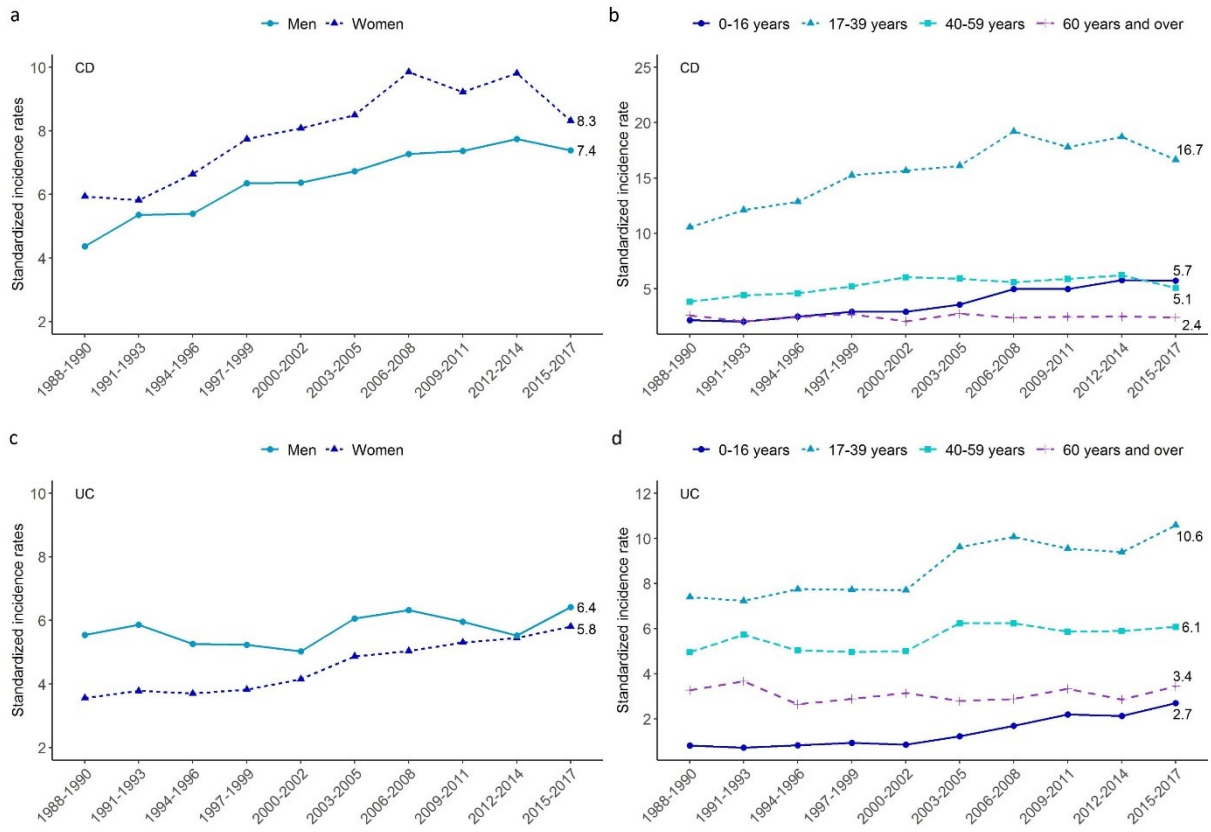 a
Men Women
CD
Standardized incidence rates
10
8
6
4
2
8.3
7.4
1988-1990 1991-1993 1994-1996 1997-1999 2000-2002 2003-2005 2006-2008 2009-2011 2012-2014 2015-2017
b
0-16 years 17-39 years 40-59 years 60 years and over
CD
Standardized incidence rate
25
20
15
10
5
16.7
5.7
5.1
2.4
1988-1990 1991-1993 1994-1996 1997-1999 2000-2002 2003-2005 2006-2008 2009-2011 2012-2014 2015-2017
c
Men Women
UC
Standardized incidence rates
10
8
6
4
2
6.4
5.8
1988-1990 1991-1993 1994-1996 1997-1999 2000-2002 2003-2005 2006-2008 2009-2011 2012-2014 2015-2017
d
0-16 years 17-39 years 40-59 years 60 years and over
UC
Standardized incidence rate
12
10
8
6
4
2
10.6
6.1
3.4
2.7
1988-1990 1991-1993 1994-1996 1997-1999 2000-2002 2003-2005 2006-2008 2009-2011 2012-2014 2015-2017